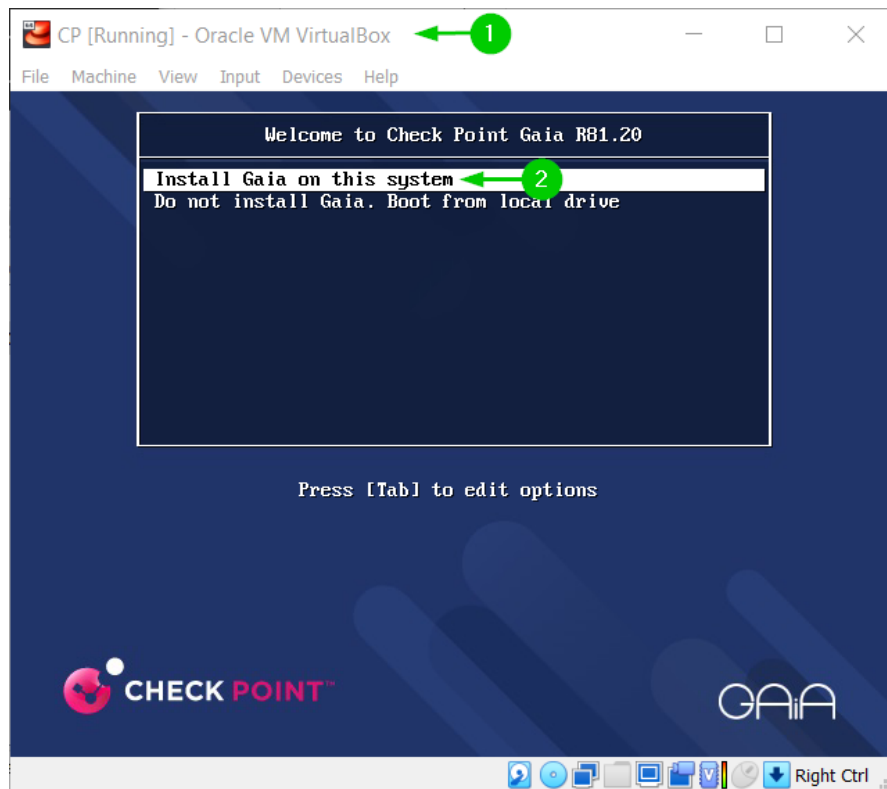 CP [Running] - Oracle VM VirtualBox
1
File Machine View Input Devices Help
Welcome to Check Point Gaia R81.20
Install Gaia on this system
2
Do not install Gaia. Boot from local drive
Press [Tab] to edit options
CHECK POINT™
GAiA
Right Ctrl